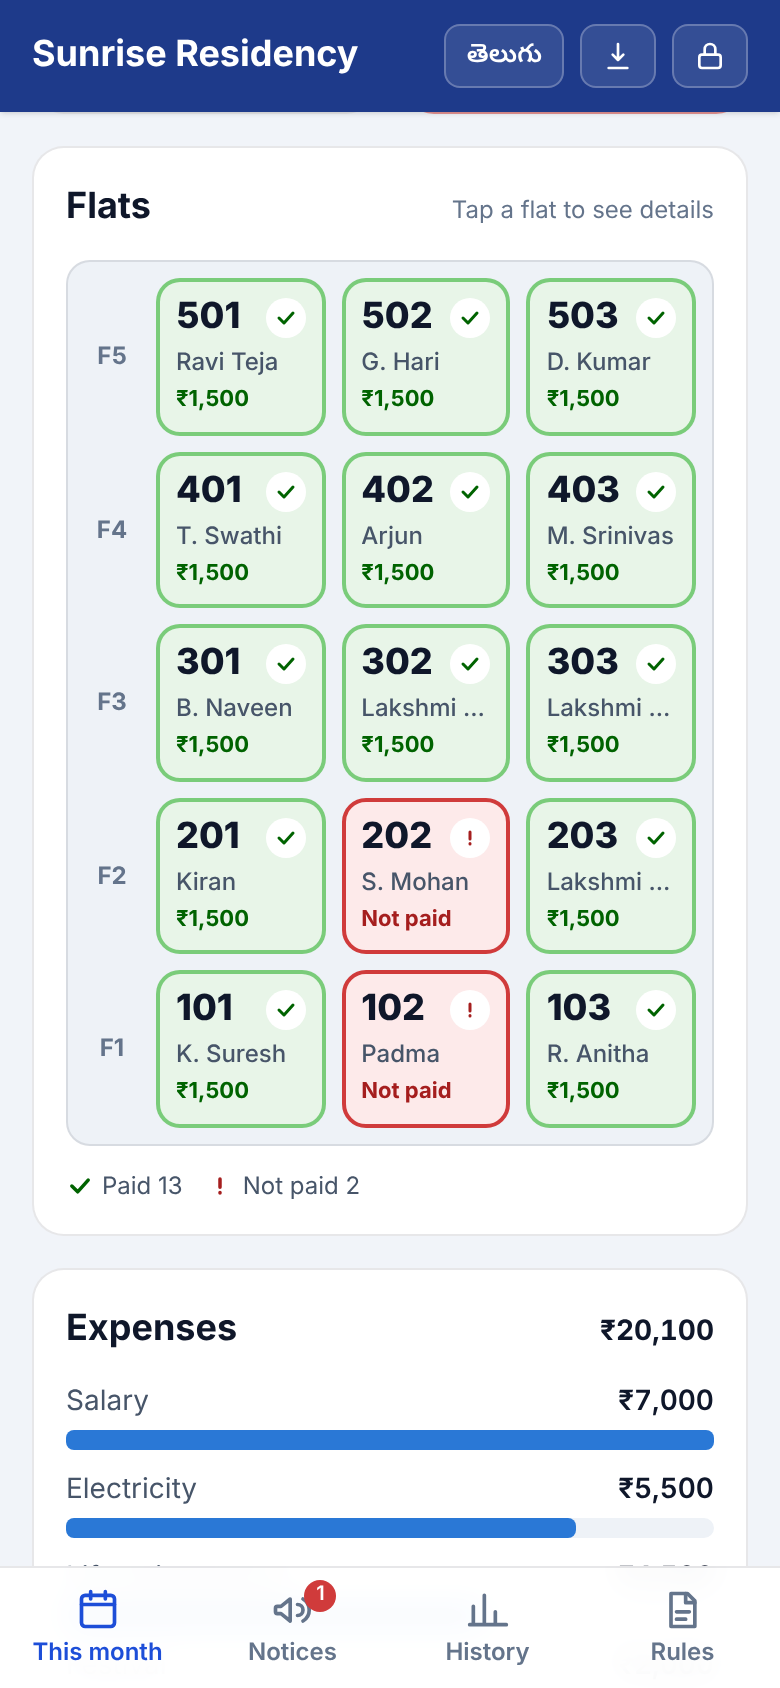 Sunrise Residency
తెలుగు
Flats
Tap a flat to see details
F5
501
Ravi Teja
₹1,500
502
G. Hari
₹1,500
503
D. Kumar
₹1,500
F4
401
T. Swathi
₹1,500
402
Arjun
₹1,500
403
M. Srinivas
₹1,500
F3
301
B. Naveen
₹1,500
302
Lakshmi ...
₹1,500
303
Lakshmi ...
₹1,500
F2
201
Kiran
₹1,500
202
!
S. Mohan
Not paid
203
Lakshmi ...
₹1,500
F1
101
K. Suresh
₹1,500
102
!
Padma
Not paid
103
R. Anitha
₹1,500
Paid 13
! Not paid 2
Expenses
₹20,100
Salary
₹7,000
Electricity
₹5,500
This month
1
Notices
History
Rules